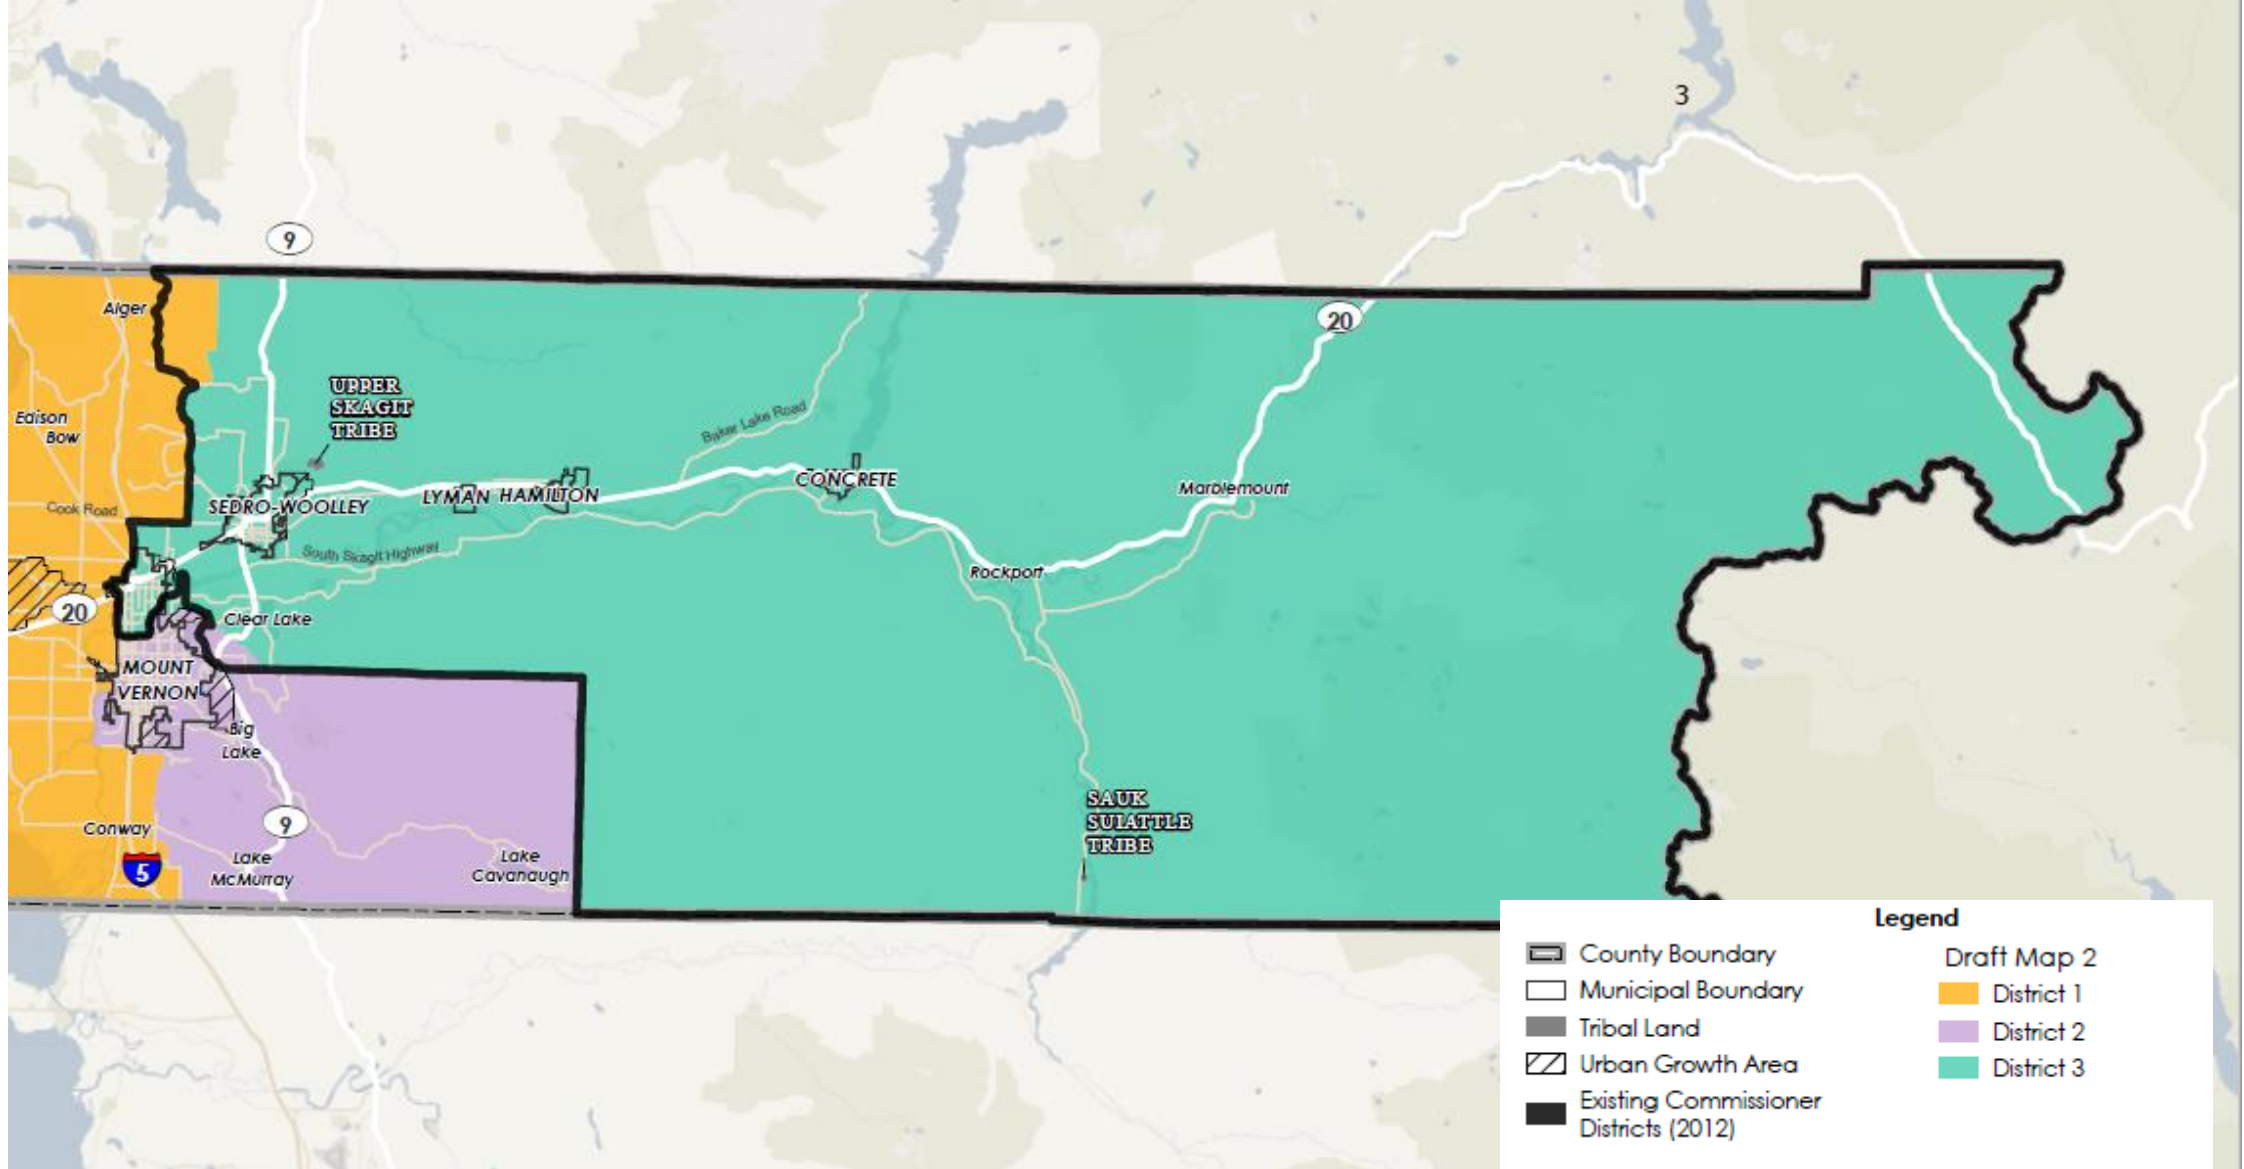 3
9
Alger
20
UPPER
SKAGIT
TRIBE
Edison
Bow
Baker Lake Road
CONCRETE
Marblemount
LYMAN HAMILTON
SEDRO-WOOLLEY
Cook Road
South Skagit Highway
Rockport
20
Clear Lake
MOUNT
VERNON
Big
Lake
SAUK
SUIATTLE
TRIBE
9
Conway
5
Lake
McMurray
Lake
Cavanaugh
Legend
County Boundary
Municipal Boundary
Tribal Land
Urban Growth Area
Existing Commissioner
Districts (2012)
Draft Map 2
District 1
District 2
District 3